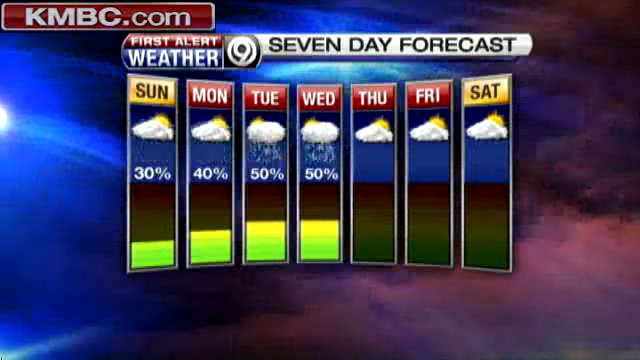 KMBC.com
FIRST ALERT
WEATHER 9
SEVEN DAY FORECAST
SUN MON TUE WED THU FRI SAT
30% 40% 50% 50%